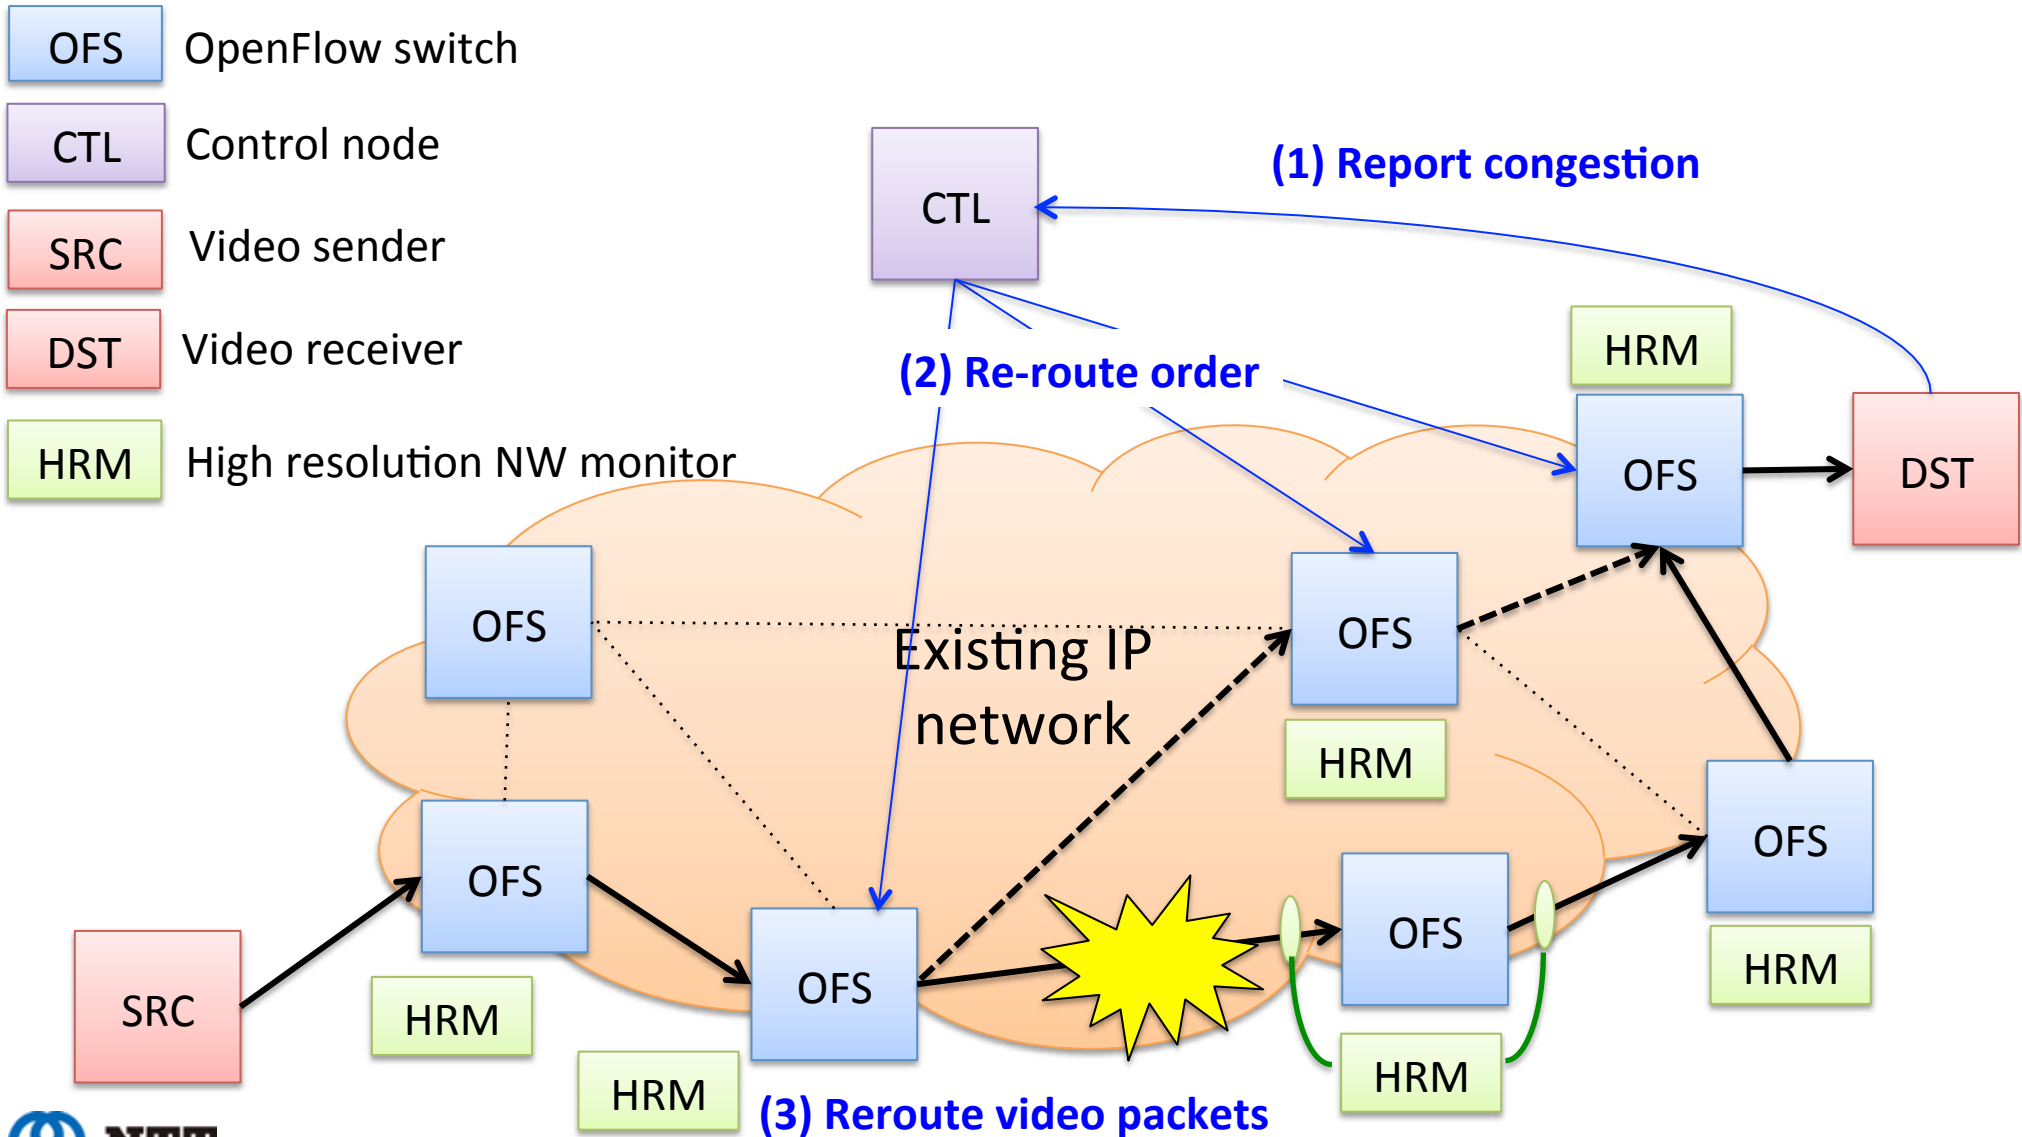 OFS OpenFlow switch
CTL Control node
SRC Video sender
DST Video receiver
HRM High resolution NW monitor
CTL
(1) Report congestion
(2) Re-route order
HRM
OFS
DST
OFS
OFS
Existing IP
network
HRM
OFS
OFS
OFS
HRM
OFS
SRC
HRM
HRM
HRM
(3) Reroute video packets
NTT